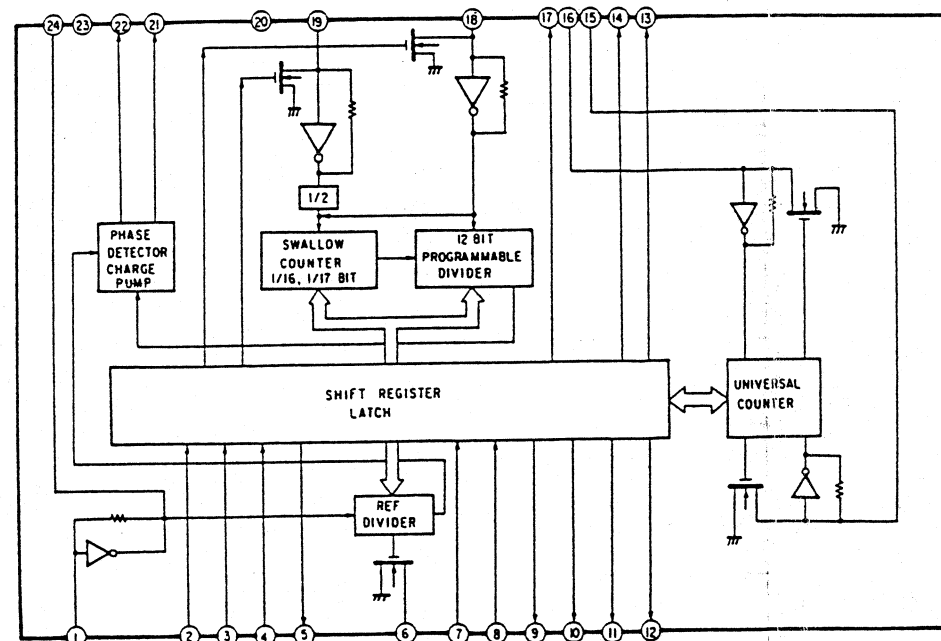 24 23 22 21 20 19 18 17 16 15 14 13
1/2
PHASE
DETECTOR
CHARGE
PUMP
SWALLOW
COUNTER
1/16, 1/17 BIT
12 BIT
PROGRAMMABLE
DIVIDER
SHIFT REGISTER
LATCH
UNIVERSAL
COUNTER
REF
DIVIDER
1 2 3 4 5 6 7 8 9 10 11 12